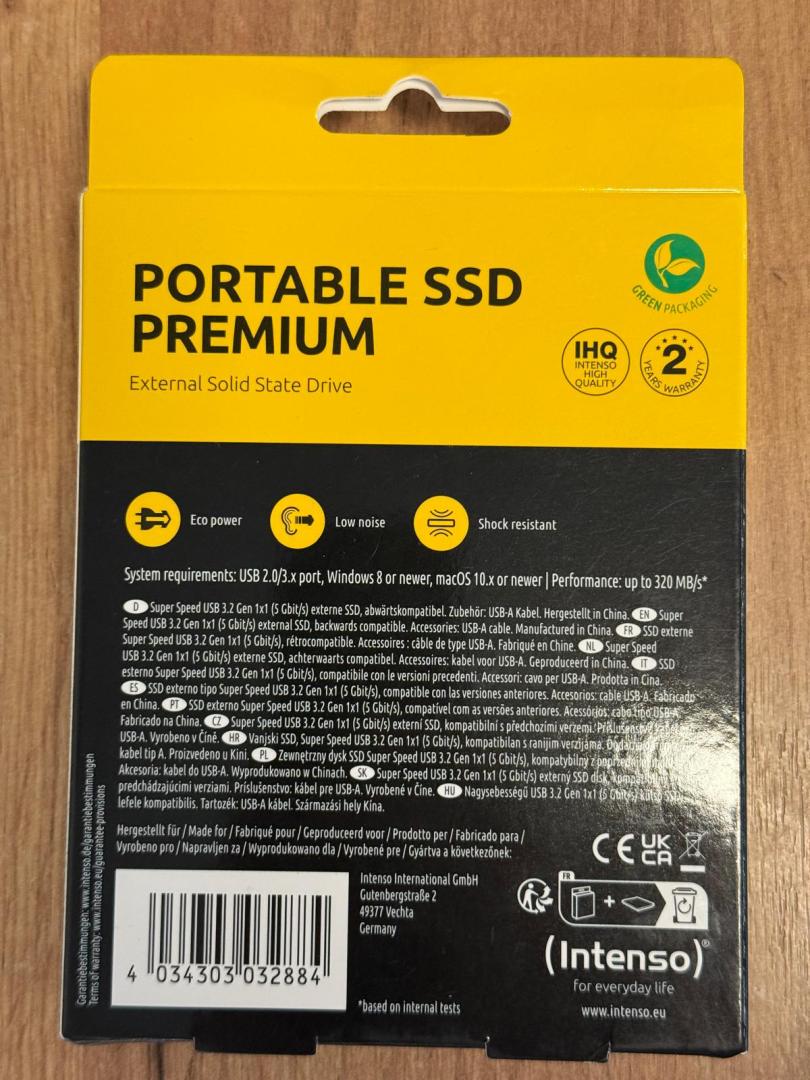 PORTABLE SSD
PREMIUM
External Solid State Drive
GREEN PACKAGING
IHQ
INTENSO
HIGH
QUALITY
2
YEARS WARRANTY
Eco power
Low noise
Shock resistant
System requirements: USB 2.0/3.x port, Windows 8 or newer, macOS 10.x or newer | Performance: up to 320 MB/s*
D Super Speed USB 3.2 Gen 1x1 (5 Gbit/s) externe SSD, abwärtskompatibel. Zubehör: USB-A Kabel. Hergestellt in China. EN Super
Speed USB 3.2 Gen 1x1 (5 Gbit/s) external SSD, backwards compatible. Accessories: USB-A cable. Manufactured in China. FR SSD externe
Super Speed USB 3.2 Gen 1x1 (5 Gbit/s), rétrocompatible. Accessoires : câble de type USB-A. Fabriqué en Chine. NL Super Speed
USB 3.2 Gen 1x1 (5 Gbit/s) externe SSD, achterwaarts compatibel. Accessoires: kabel voor USB-A. Geproduceerd in China. IT SSD
esterno Super Speed USB 3.2 Gen 1x1 (5 Gbit/s), compatibile con le versioni precedenti. Accessori: cavo per USB-A. Prodotta in Cina.
ES SSD externo tipo Super Speed USB 3.2 Gen 1x1 (5 Gbit/s), compatible con las versiones anteriores. Accesorios: cable USB-A. Fabricado
en China. PT SSD externo Super Speed USB 3.2 Gen 1x1 (5 Gbit/s), compatível com as versões anteriores. Acessórios: cabo tipo USB-A.
Fabricado na China. CZ Super Speed USB 3.2 Gen 1x1 (5 Gbit/s) externí SSD, kompatibilní s předchozími verzemi. Příslušenství:
USB-A. Vyrobeno v Číně. HR Vanjski SSD, Super Speed USB 3.2 Gen 1x1 (5 Gbit/s), kompatibilan s ranijim verzijama.
kabel tip A. Proizvedeno u Kini. PL Zewnętrzny dysk SSD Super Speed USB 3.2 Gen 1x1 (5 Gbit/s), kompatybilny z
Akcesoria: kabel do USB-A. Wyprodukowano w Chinach. SK Super Speed USB 3.2 Gen 1x1 (5 Gbit/s) externý SSD disk,
predchádzajúcimi verziami. Príslušenstvo: kábel pre USB-A. Vyrobené v Číne. HU Nagysebességű USB 3.2 Gen 1x1 (5 Gbit/s) külső SSD,
lefele kompatibilis. Tartozék: USB-A kábel. Származási hely Kína.
Hergestellt für / Made for / Fabriqué pour / Geproduceerd voor / Prodotto per / Fabricado para /
Vyrobeno pro / Napravljen za / Wyprodukowano dla / Vyrobené pre / Gyártva a következőnek:
Garantiebestimmungen: www.intenso.de/garantiebestimmungen
Terms of warranty: www.intenso.eu/guarantee-provisions
4 034303 032884
Intenso International GmbH
Gutenbergstraße 2
49377 Vechta
Germany
*based on internal tests
CE UK
CA
FR
(Intenso)®
for everyday life
www.intenso.eu